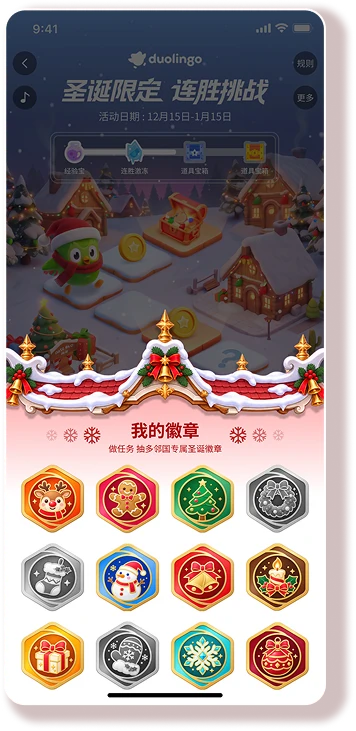 9:41
duolingo
规则
圣诞限定 连胜挑战
更多
活动日期：12月15日-1月15日
经验宝
连胜激冻
道具宝箱
道具宝箱
?
我的徽章
做任务 抽多邻国专属圣诞徽章